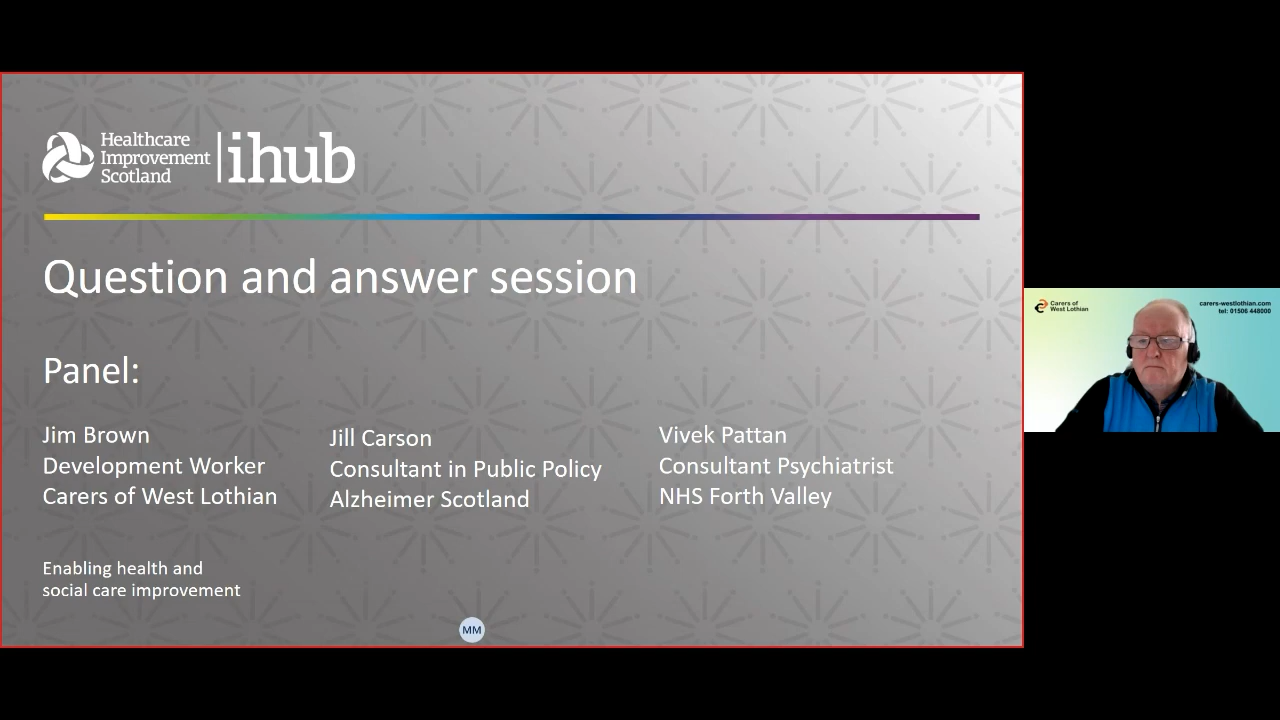 Healthcare
Improvement
Scotland
ihub
Question and answer session
Panel:
Jim Brown
Development Worker
Carers of West Lothian
Jill Carson
Consultant in Public Policy
Alzheimer Scotland
Vivek Pattan
Consultant Psychiatrist
NHS Forth Valley
Enabling health and
social care improvement
MM
Carers of
West Lothian
carers-westlothian.com
tel: 01506 448000